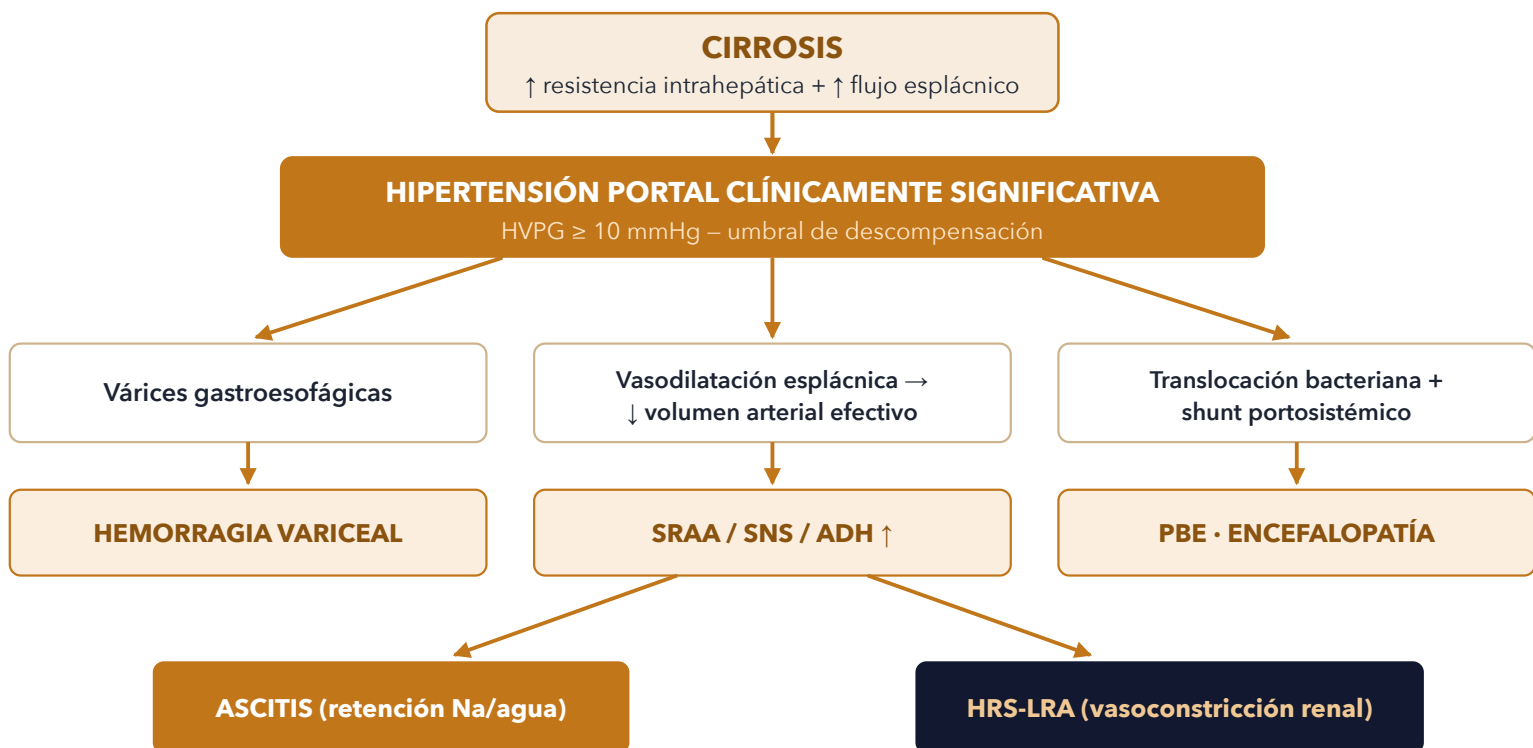 CIRROSIS
↑ resistencia intrahepática + ↑ flujo esplácnico
HIPERTENSIÓN PORTAL CLÍNICAMENTE SIGNIFICATIVA
HVPG ≥ 10 mmHg – umbral de descompensación
Várices gastroesofágicas
Vasodilatación esplácnica →
↓ volumen arterial efectivo
Translocación bacteriana +
shunt portosistémico
HEMORRAGIA VARICEAL
SRAA / SNS / ADH ↑
PBE · ENCEFALOPATÍA
ASCITIS (retención Na/agua)
HRS-LRA (vasoconstricción renal)